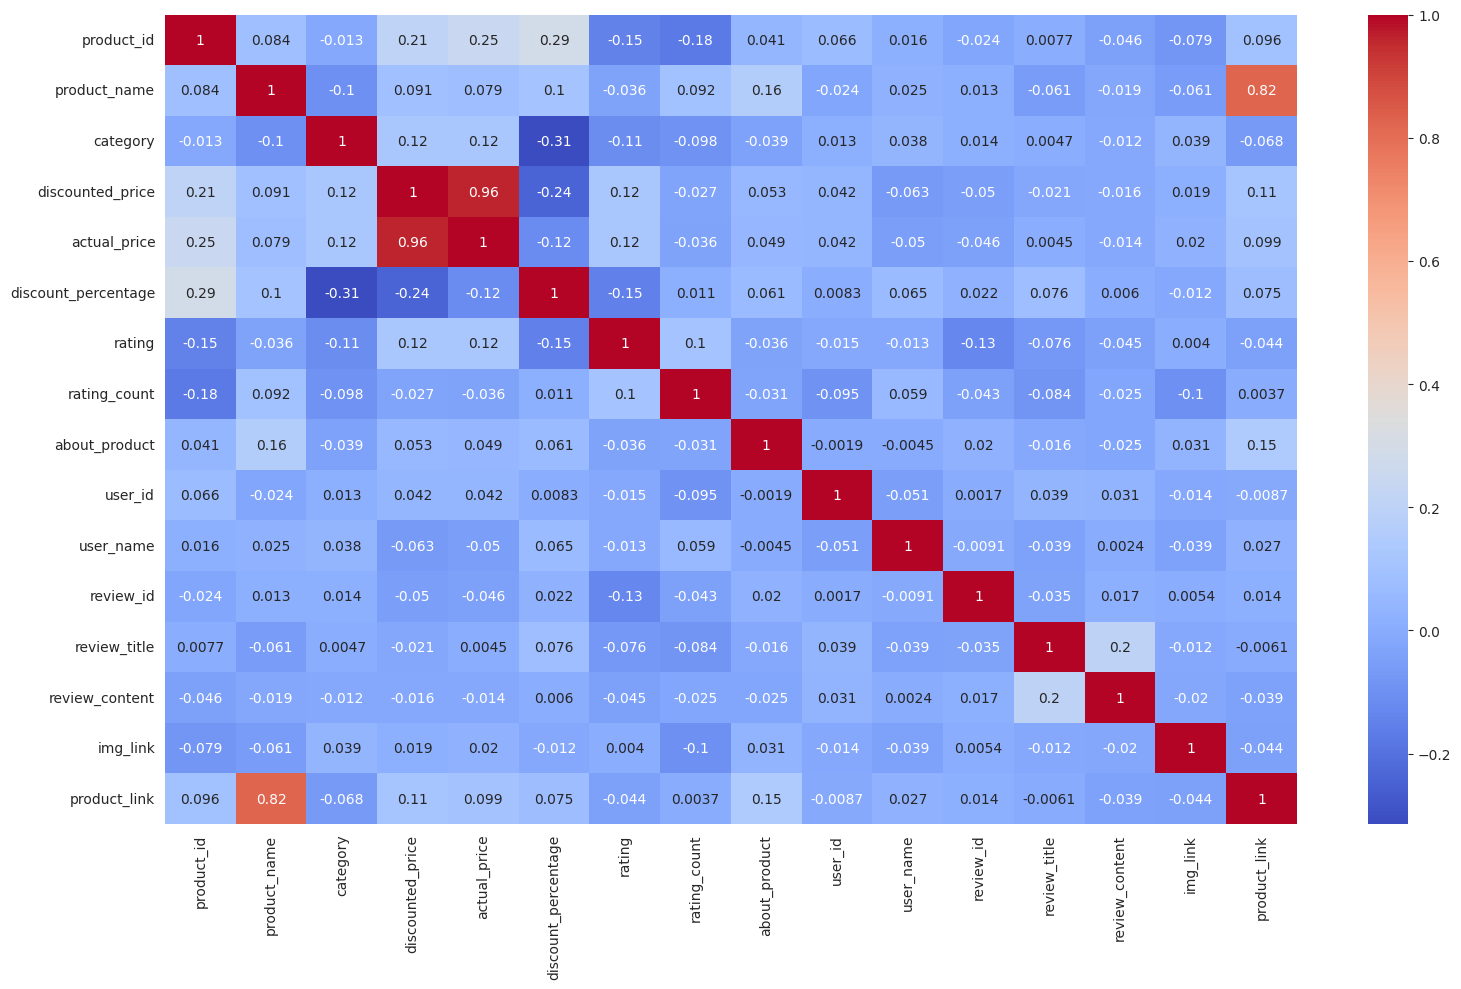 product_id 1 0.084 -0.013 0.21 0.25 0.29 -0.15 -0.18 0.041 0.066 0.016 -0.024 0.0077 -0.046 -0.079 0.096
product_name 0.084 1 -0.1 0.091 0.079 0.1 -0.036 0.092 0.16 -0.024 0.025 0.013 -0.061 -0.019 -0.061 0.82
category -0.013 -0.1 1 0.12 0.12 -0.31 -0.11 -0.098 -0.039 0.013 0.038 0.014 0.0047 -0.012 0.039 -0.068
discounted_price 0.21 0.091 0.12 1 0.96 -0.24 0.12 -0.027 0.053 0.042 -0.063 -0.05 -0.021 -0.016 0.019 0.11
actual_price 0.25 0.079 0.12 0.96 1 -0.12 0.12 -0.036 0.049 0.042 -0.05 -0.046 0.0045 -0.014 0.02 0.099
discount_percentage 0.29 0.1 -0.31 -0.24 -0.12 1 -0.15 0.011 0.061 0.0083 0.065 0.022 0.076 0.006 -0.012 0.075
rating -0.15 -0.036 -0.11 0.12 0.12 -0.15 1 0.1 -0.036 -0.015 -0.013 -0.13 -0.076 -0.045 0.004 -0.044
rating_count -0.18 0.092 -0.098 -0.027 -0.036 0.011 0.1 1 -0.031 -0.095 0.059 -0.043 -0.084 -0.025 -0.1 0.0037
about_product 0.041 0.16 -0.039 0.053 0.049 0.061 -0.036 -0.031 1 -0.0019 -0.0045 0.02 -0.016 -0.025 0.031 0.15
user_id 0.066 -0.024 0.013 0.042 0.042 0.0083 -0.015 -0.095 -0.0019 1 -0.051 0.0017 0.039 0.031 -0.014 -0.0087
user_name 0.016 0.025 0.038 -0.063 -0.05 0.065 -0.013 0.059 -0.0045 -0.051 1 -0.0091 -0.039 0.0024 -0.039 0.027
review_id -0.024 0.013 0.014 -0.05 -0.046 0.022 -0.13 -0.043 0.02 0.0017 -0.0091 1 -0.035 0.017 0.0054 0.014
review_title 0.0077 -0.061 0.0047 -0.021 0.0045 0.076 -0.076 -0.084 -0.016 0.039 -0.039 -0.035 1 0.2 -0.012 -0.0061
review_content -0.046 -0.019 -0.012 -0.016 -0.014 0.006 -0.045 -0.025 -0.025 0.031 0.0024 0.017 0.2 1 -0.02 -0.039
img_link -0.079 -0.061 0.039 0.019 0.02 -0.012 0.004 -0.1 0.031 -0.014 -0.039 0.0054 -0.012 -0.02 1 -0.044
product_link 0.096 0.82 -0.068 0.11 0.099 0.075 -0.044 0.0037 0.15 -0.0087 0.027 0.014 -0.0061 -0.039 -0.044 1
product_id product_name category discounted_price actual_price discount_percentage rating rating_count about_product user_id user_name review_id review_title review_content img_link product_link
1.0
0.8
0.6
0.4
0.2
0.0
−0.2